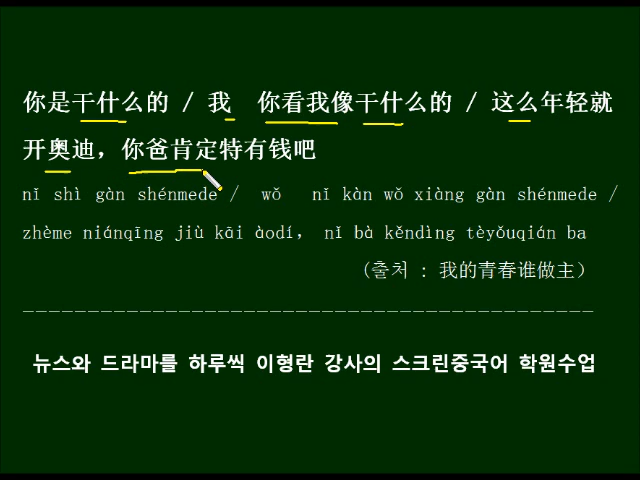 你是干什么的 / 我 你看我像干什么的 / 这么年轻就
开奥迪，你爸肯定特有钱吧
nǐ shì gàn shénmede / wǒ nǐ kàn wǒ xiàng gàn shénmede /
zhème niánqīng jiù kāi àodí, nǐ bà kěndìng tèyǒuqián ba
(출처 : 我的青春谁做主)
뉴스와 드라마를 하루씩 이형란 강사의 스크린중국어 학원수업